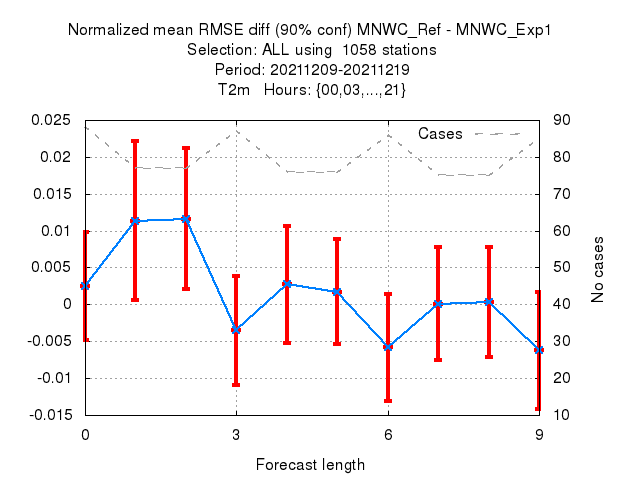 Normalized mean RMSE diff (90% conf) MNWC_Ref - MNWC_Exp1
Selection: ALL using  1058 stations
Period: 20211209-20211219
T2m   Hours: {00,03,...,21}
Cases
0.025
0.02
0.015
0.01
0.005
0
-0.005
-0.01
-0.015
90
80
70
60
50
40
30
20
10
No cases
0 3 6 9
Forecast length